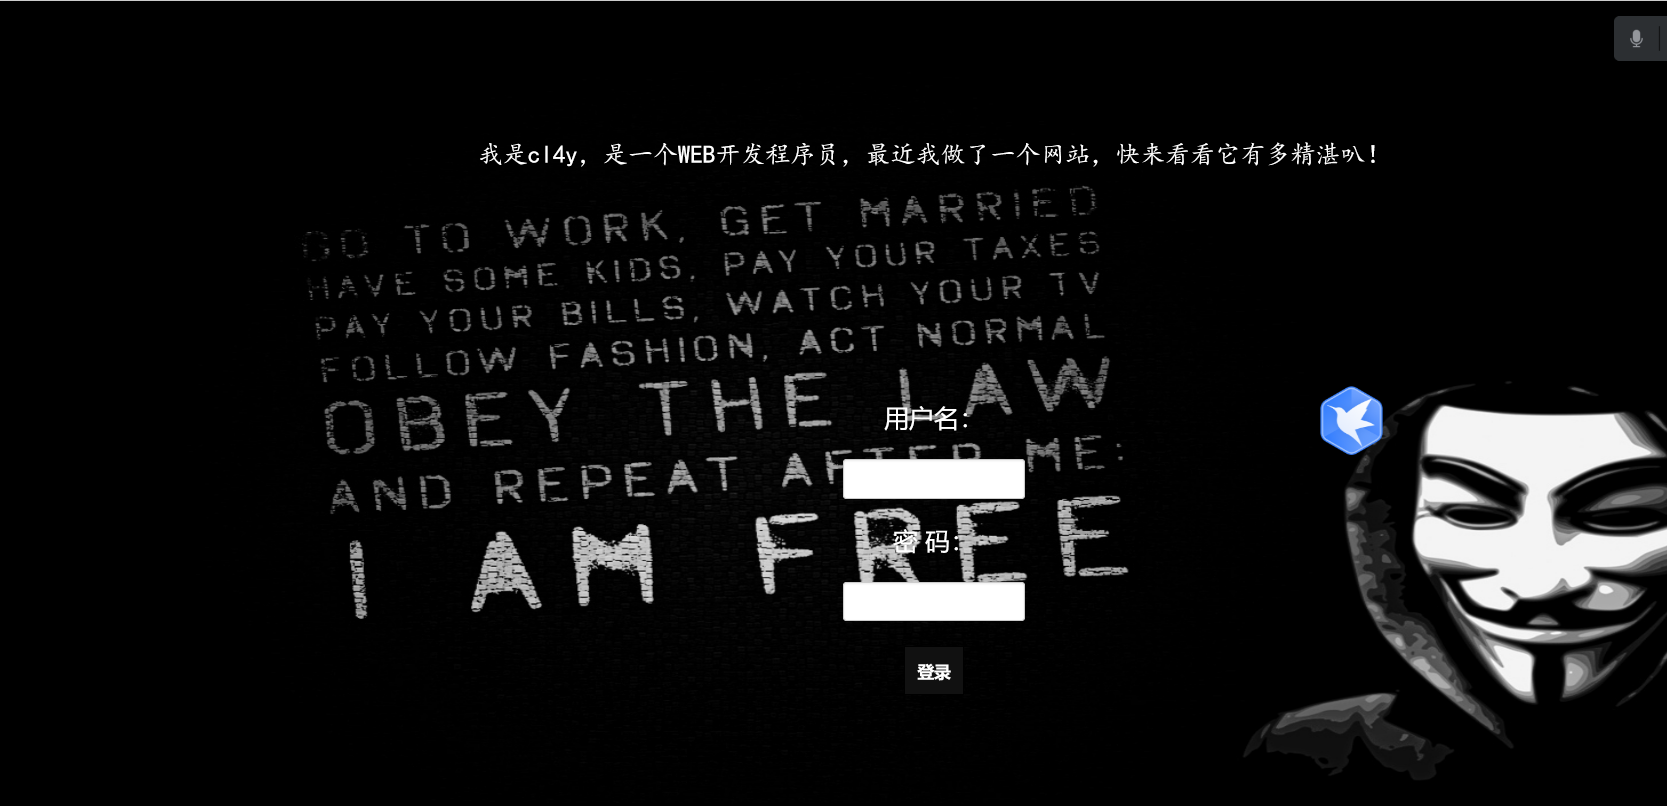 我是cl4y，是一个WEB开发程序员，最近我做了一个网站，快来看看它有多精湛叭！
GO TO WORK, GET MARRIED
HAVE SOME KIDS, PAY YOUR TAXES
PAY YOUR BILLS, WATCH YOUR TV
FOLLOW FASHION, ACT NORMAL
OBEY THE LAW
AND REPEAT AFTER ME:
I AM FREE
用户名：
密 码：
登录